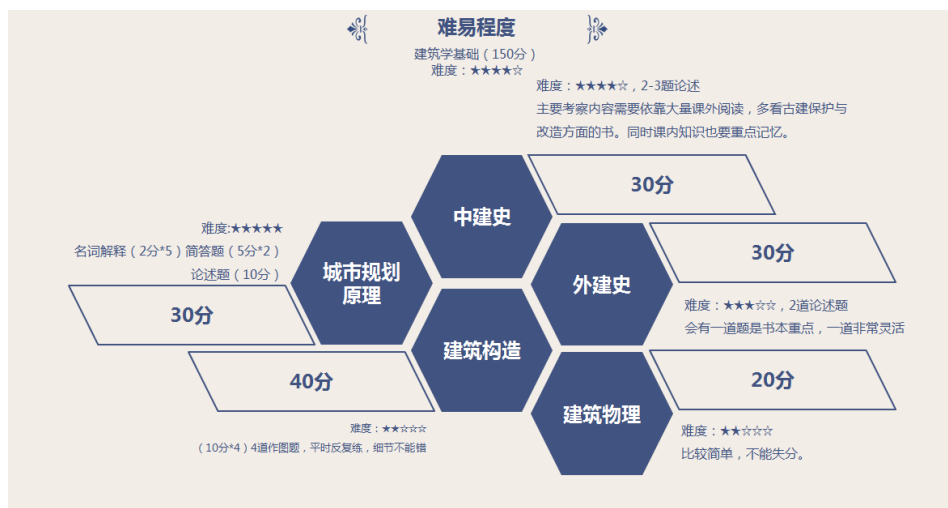 难易程度
建筑学基础（150分）
难度：★★★★☆
难度：★★★★☆，2-3题论述
主要考察内容需要依靠大量课外阅读，多看古建保护与
改造方面的书。同时课内知识也要重点记忆。
中建史
30分
难度:★★★★★
名词解释（2分*5）简答题（5分*2）
论述题（10分）
城市规划
原理
30分
外建史
30分
难度：★★★☆☆，2道论述题
会有一道题是书本重点，一道非常灵活
建筑构造
40分
难度：★★☆☆☆
（10分*4）4道作图题，平时反复练，细节不能错
建筑物理
20分
难度：★★☆☆☆
比较简单，不能失分。